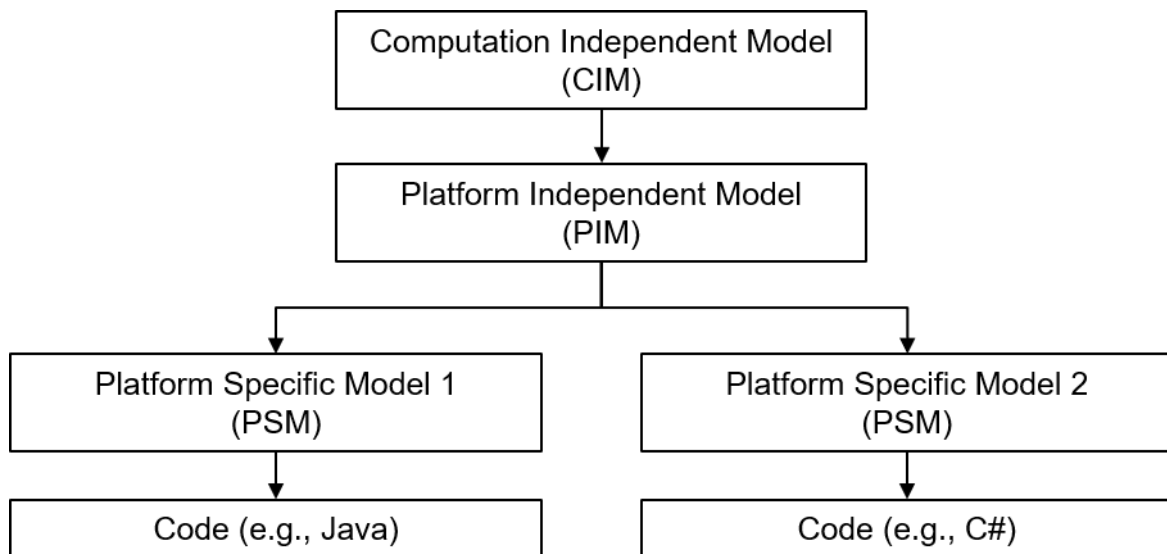 Computation Independent Model
(CIM)
Platform Independent Model
(PIM)
Platform Specific Model 1
(PSM)
Platform Specific Model 2
(PSM)
Code (e.g., Java)
Code (e.g., C#)